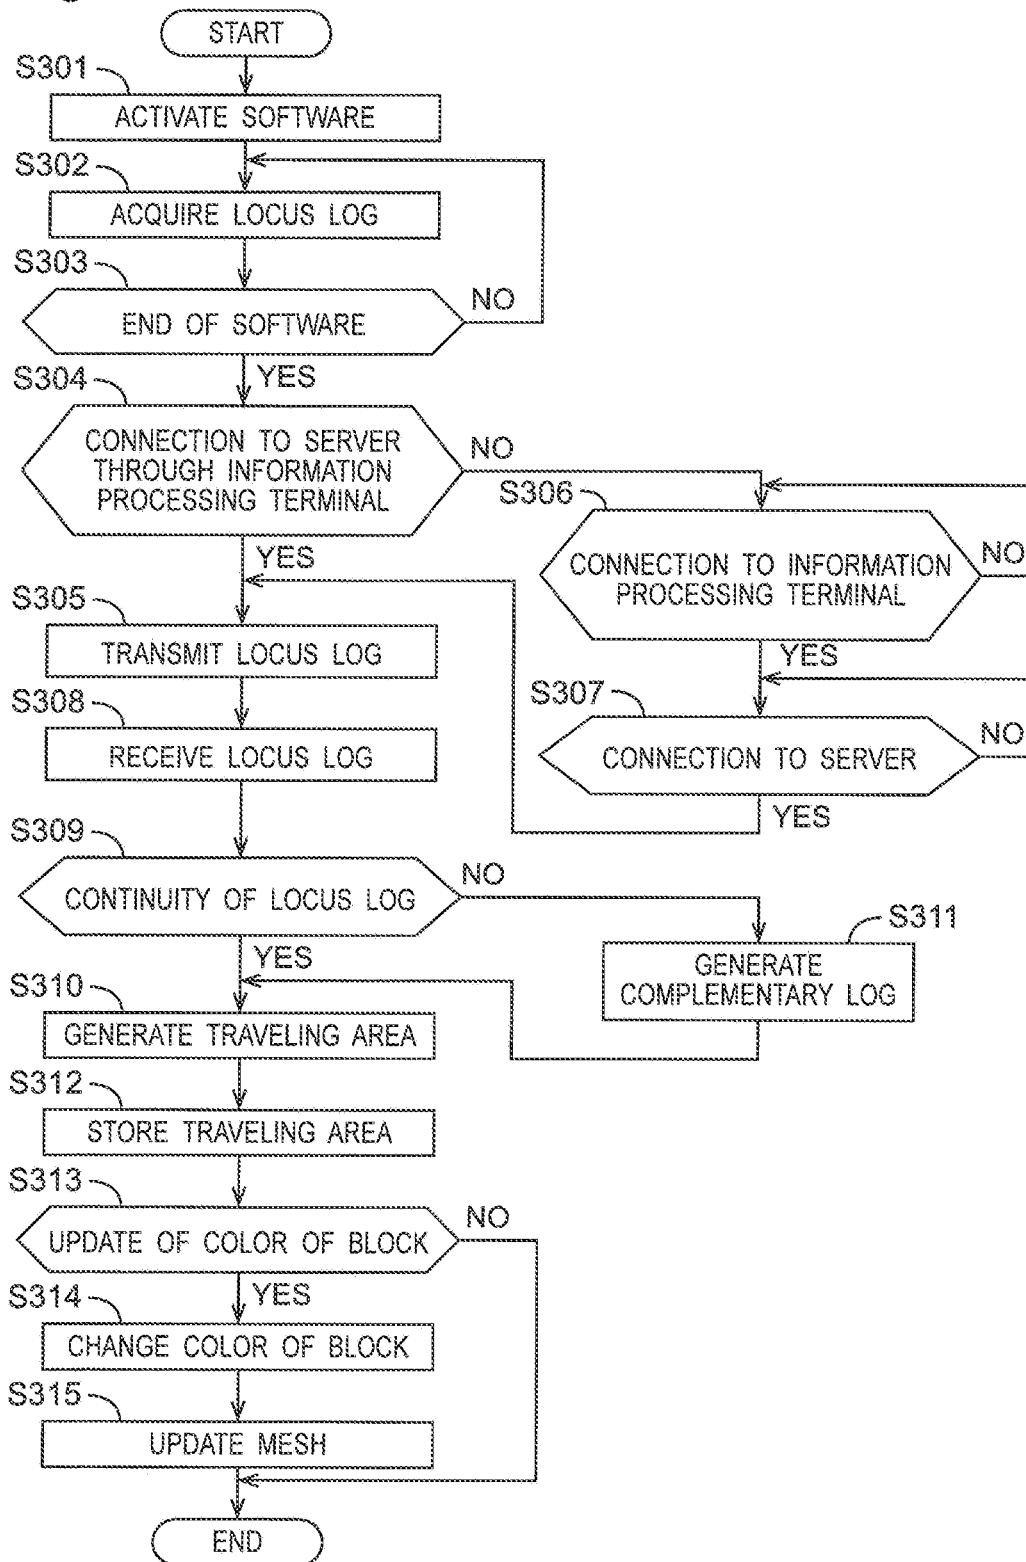 START
S301
ACTIVATE SOFTWARE
S302
ACQUIRE LOCUS LOG
S303
END OF SOFTWARE
NO
YES
S304
CONNECTION TO SERVER
THROUGH INFORMATION
PROCESSING TERMINAL
NO
YES
S306
CONNECTION TO INFORMATION
PROCESSING TERMINAL
NO
YES
S305
TRANSMIT LOCUS LOG
S307
CONNECTION TO SERVER
NO
YES
S308
RECEIVE LOCUS LOG
S309
CONTINUITY OF LOCUS LOG
NO
YES
S311
GENERATE
COMPLEMENTARY LOG
S310
GENERATE TRAVELING AREA
S312
STORE TRAVELING AREA
S313
UPDATE OF COLOR OF BLOCK
NO
YES
S314
CHANGE COLOR OF BLOCK
S315
UPDATE MESH
END